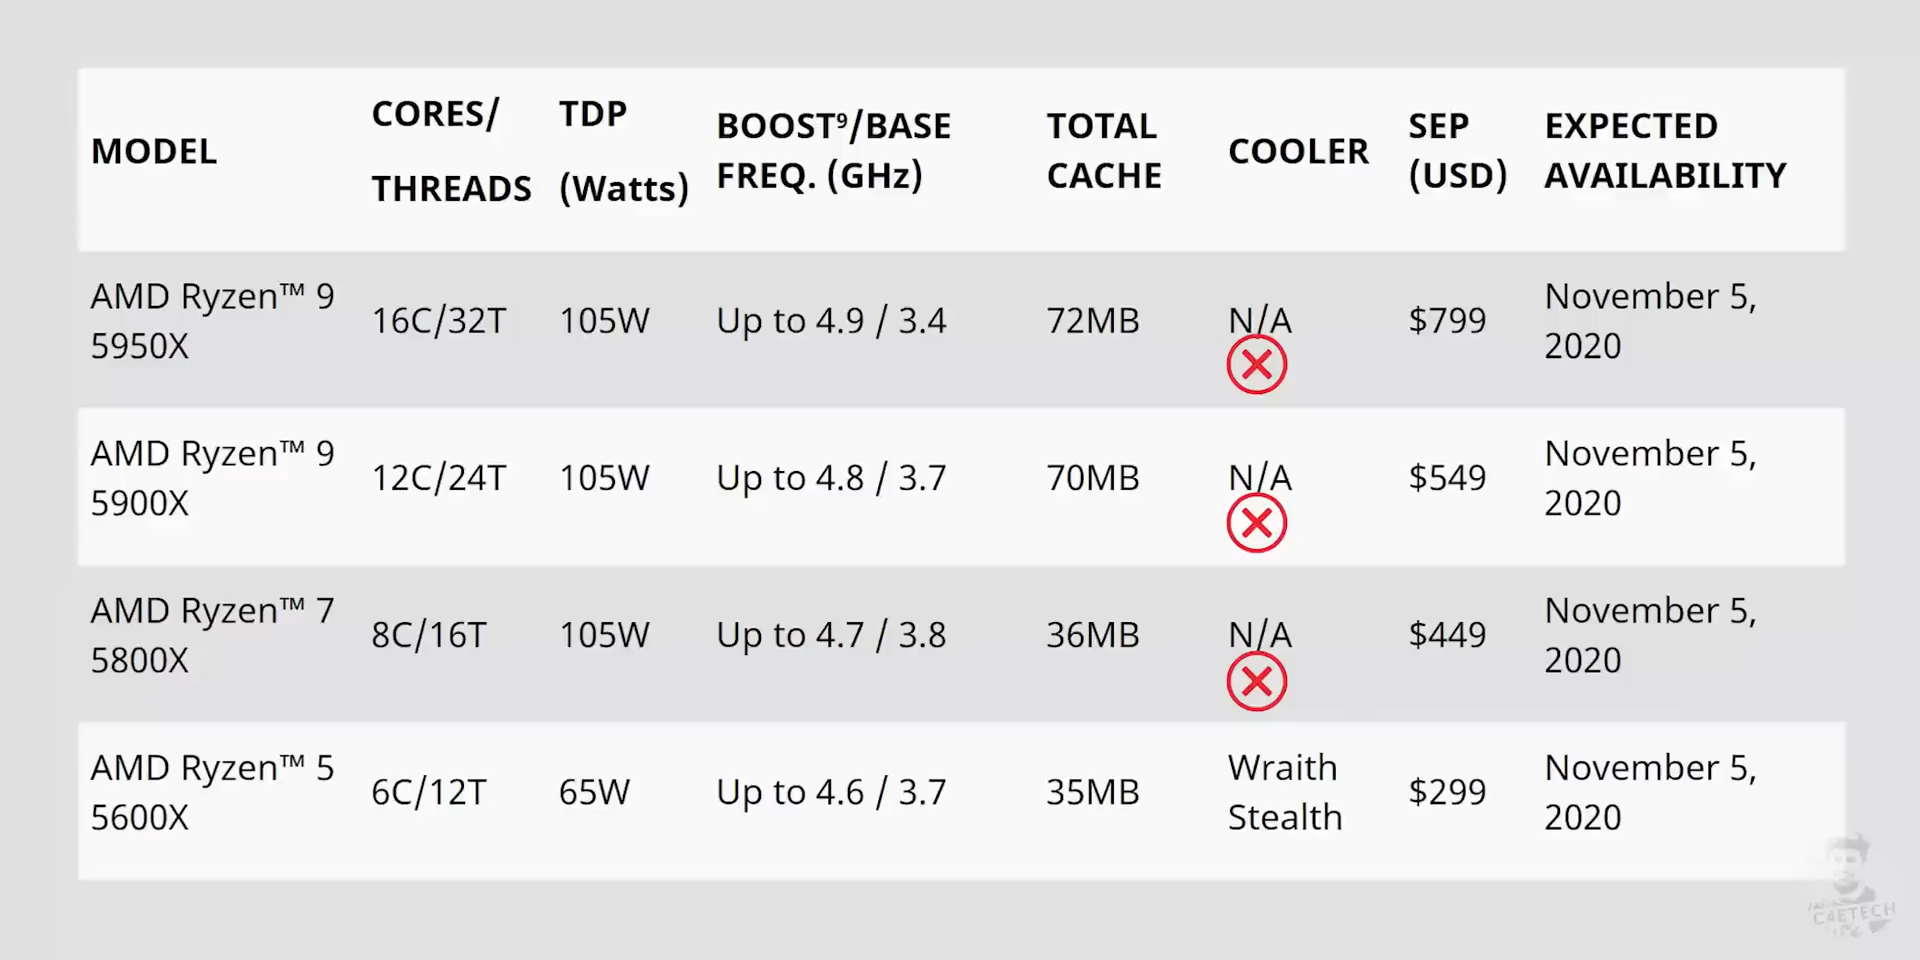 MODEL
CORES/
THREADS
TDP
(Watts)
BOOST⁹/BASE
FREQ. (GHz)
TOTAL
CACHE
COOLER
SEP
(USD)
EXPECTED
AVAILABILITY
AMD Ryzen™ 9
5950X
16C/32T
105W
Up to 4.9 / 3.4
72MB
N/A
$799
November 5,
2020
AMD Ryzen™ 9
5900X
12C/24T
105W
Up to 4.8 / 3.7
70MB
N/A
$549
November 5,
2020
AMD Ryzen™ 7
5800X
8C/16T
105W
Up to 4.7 / 3.8
36MB
N/A
$449
November 5,
2020
AMD Ryzen™ 5
5600X
6C/12T
65W
Up to 4.6 / 3.7
35MB
Wraith
Stealth
$299
November 5,
2020
C4ETECH